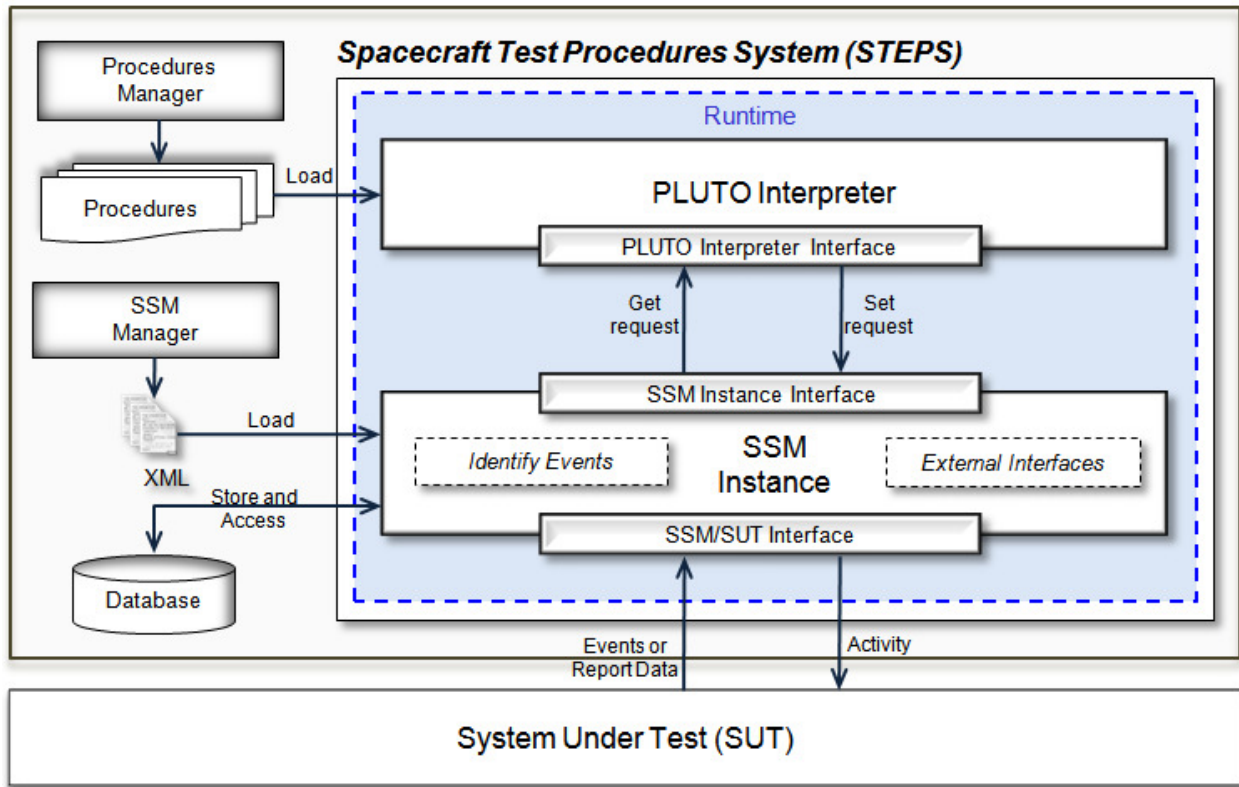 Spacecraft Test Procedures System (STEPS)
Procedures
Manager
Runtime
Load
PLUTO Interpreter
Procedures
PLUTO Interpreter Interface
SSM
Manager
Get
request
Set
request
SSM Instance Interface
Load
SSM
Instance
Identify Events
External Interfaces
XML
Store and
Access
SSM/SUT Interface
Database
Events or
Report Data
Activity
System Under Test (SUT)